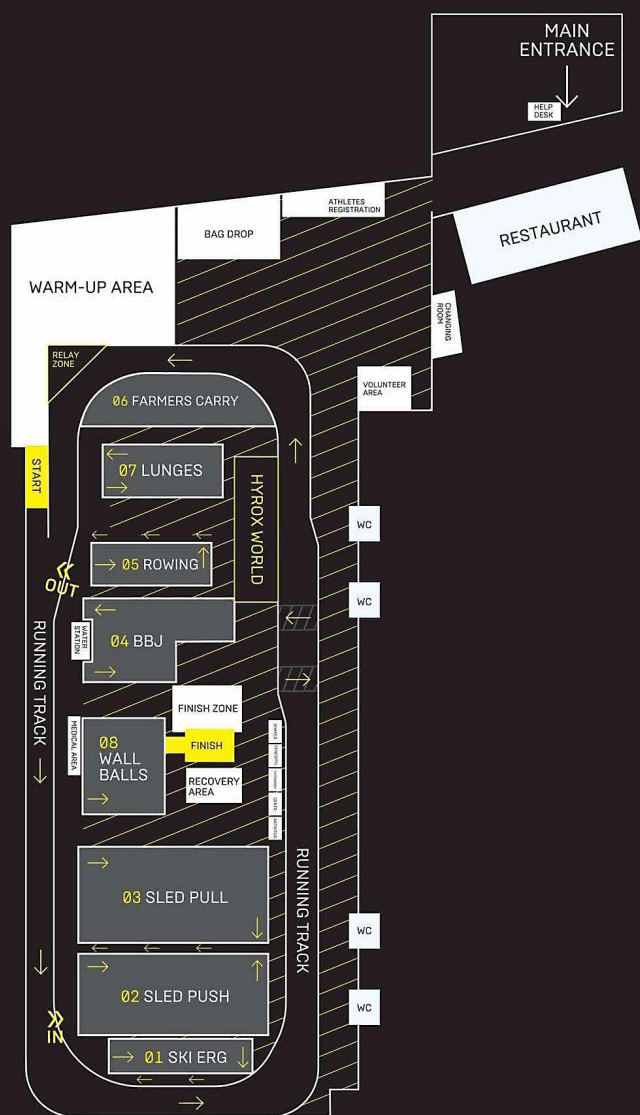 MAIN
ENTRANCE
HELP
DESK
ATHLETES
REGISTRATION
BAG DROP
RESTAURANT
WARM-UP AREA
CHANGING
ROOM
RELAY
ZONE
VOLUNTEER
AREA
06 FARMERS CARRY
START
07 LUNGES
HYROX WORLD
WC
05 ROWING
OUT
WC
WATER
STATION
04 BBJ
RUNNING TRACK
FINISH ZONE
MEDICAL AREA
08
WALL
BALLS
FINISH
RECOVERY
AREA
RUNNING TRACK
03 SLED PULL
WC
02 SLED PUSH
WC
IN
01 SKI ERG